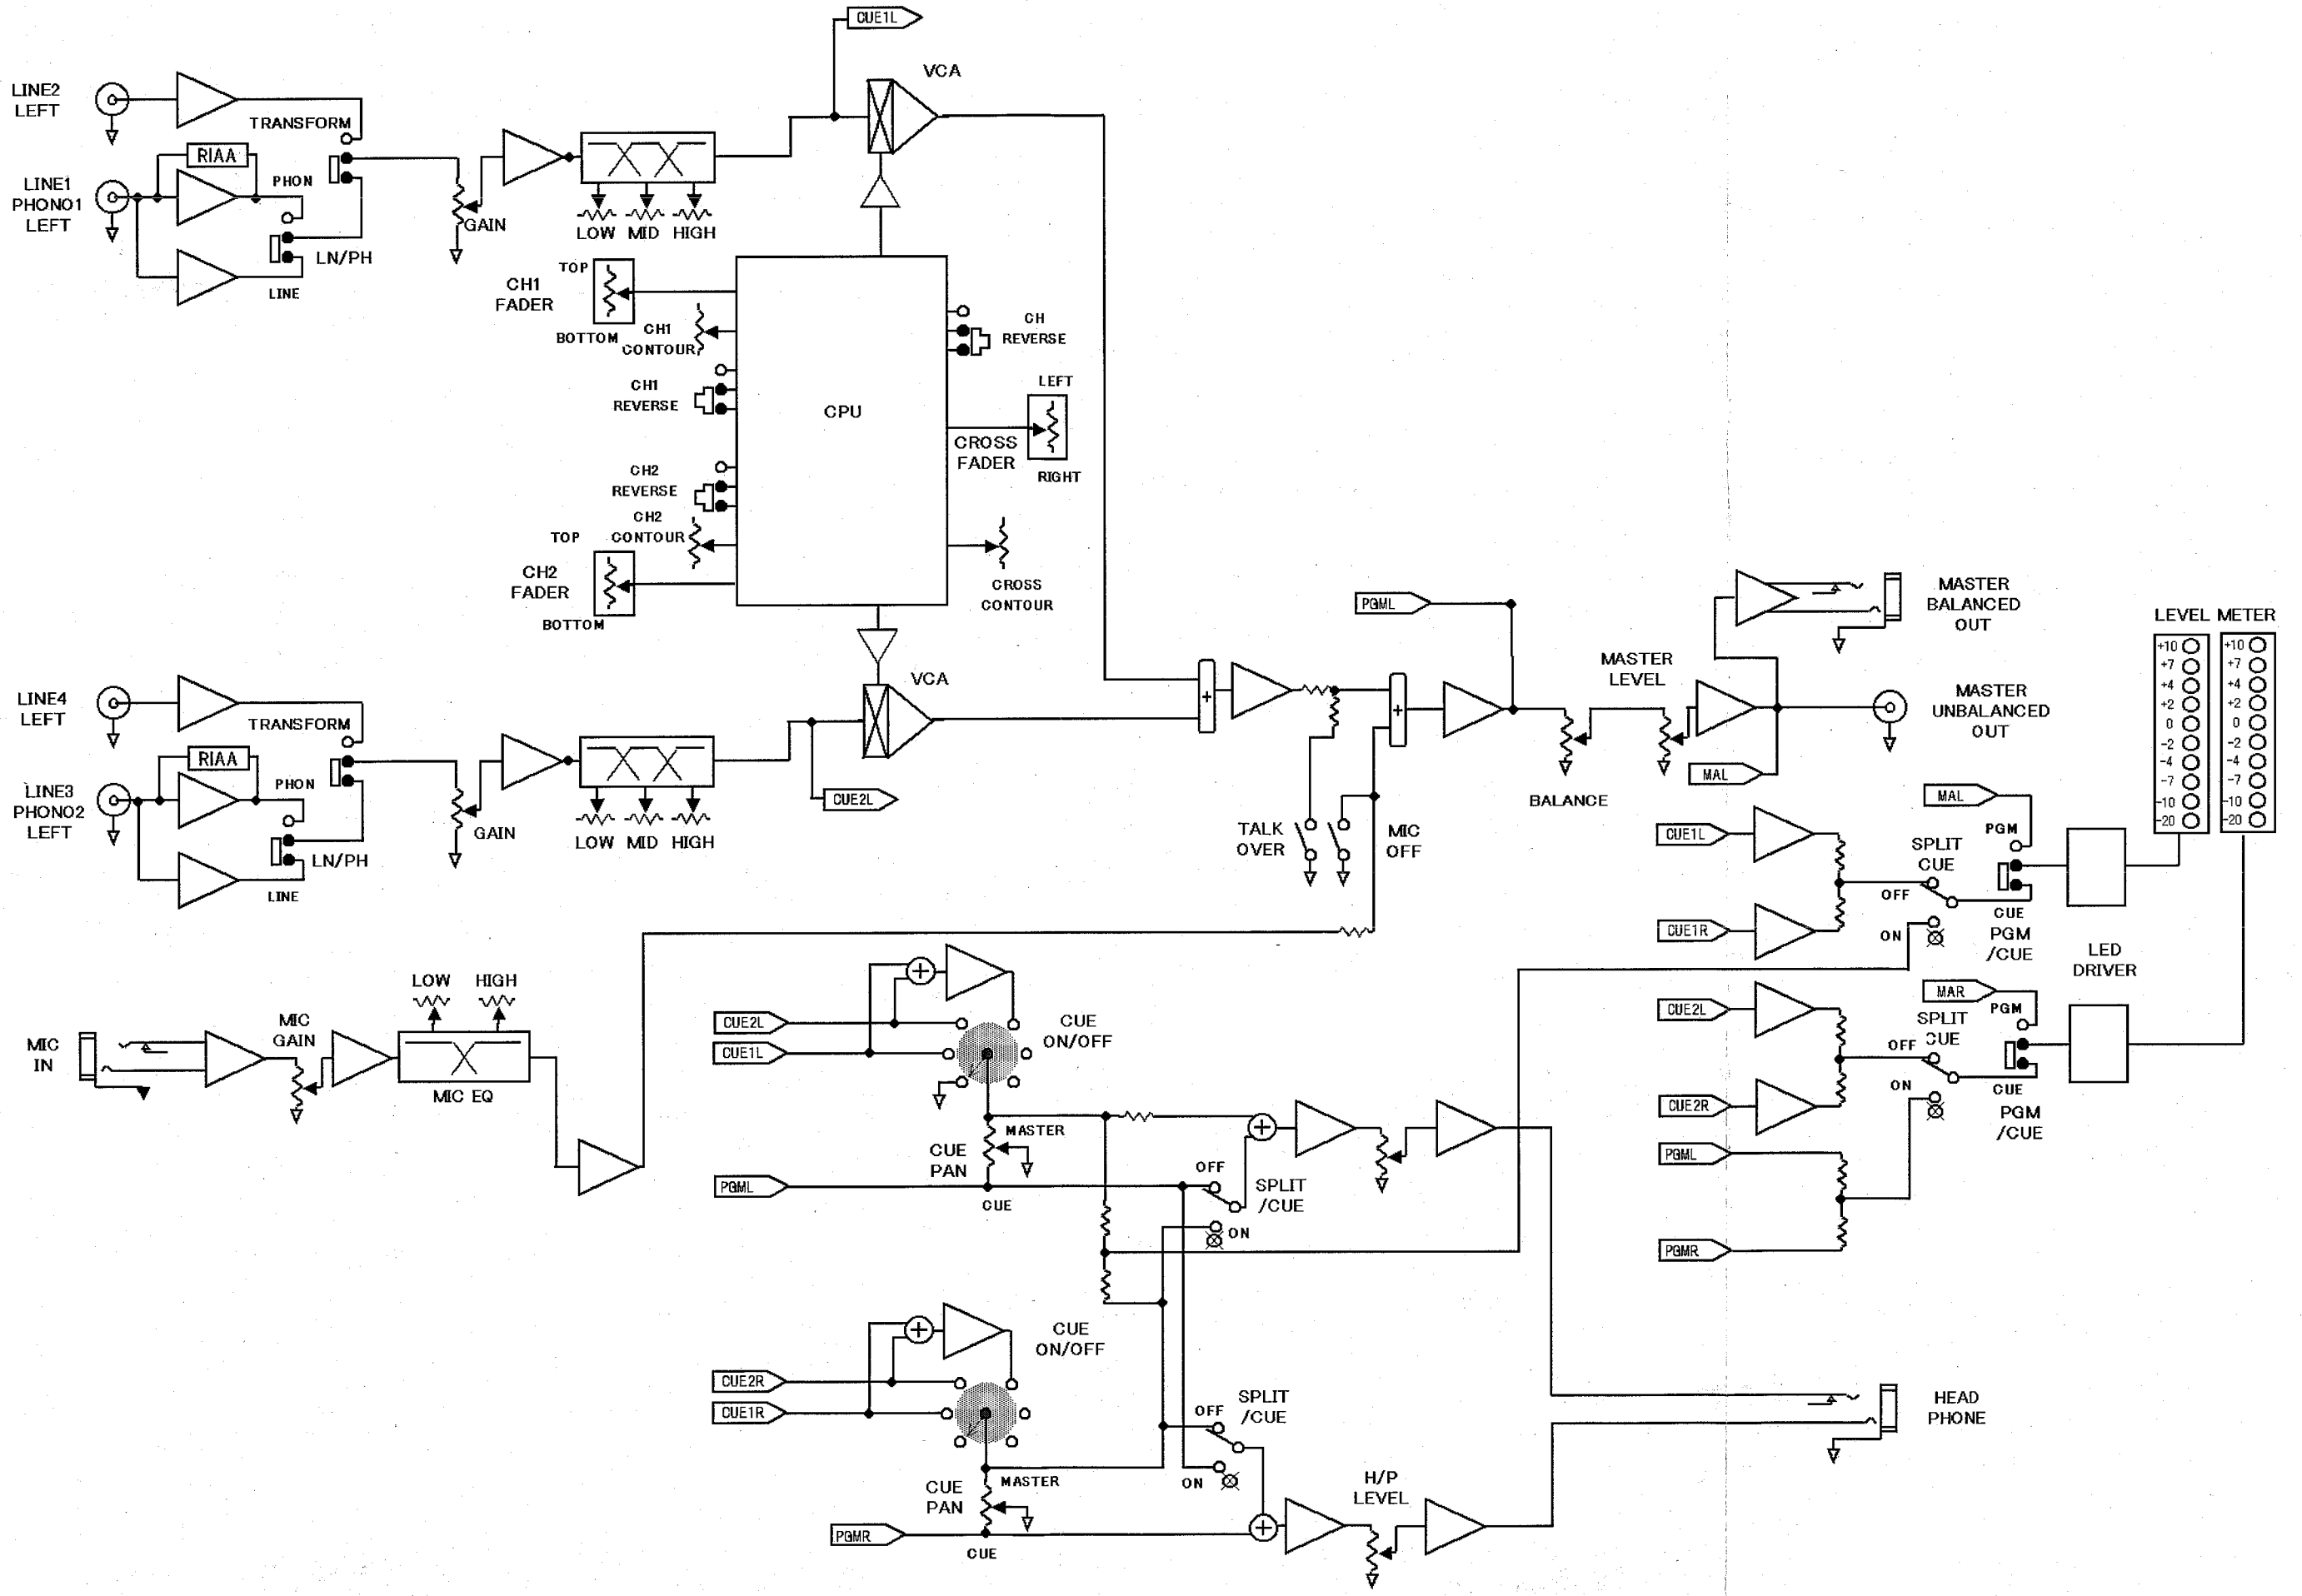 CUE1L
VCA
LINE2
LEFT
TRANSFORM
RIAA
LINE1
PHONO1
LEFT
PHON
GAIN
LN/PH
LINE
LOW MID HIGH
TOP
CH1
FADER
BOTTOM
CH1
CONTOUR
CH1
REVERSE
CPU
CH
REVERSE
LEFT
CROSS
FADER
RIGHT
CH2
REVERSE
CH2
CONTOUR
TOP
CH2
FADER
BOTTOM
CROSS
CONTOUR
VCA
LINE4
LEFT
TRANSFORM
RIAA
LINE3
PHONO2
LEFT
PHON
GAIN
LN/PH
LINE
LOW MID HIGH
CUE2L
+
+
PGML
TALK
OVER
MIC
OFF
BALANCE
MASTER
LEVEL
MAL
MASTER
BALANCED
OUT
MASTER
UNBALANCED
OUT
LEVEL METER
+10 +10
+7 +7
+4 +4
+2 +2
0 0
-2 -2
-4 -4
-7 -7
-10 -10
-20 -20
MAL
PGM
CUE1L
SPLIT
CUE
OFF
CUE1R
ON
CUE
PGM
/CUE
LED
DRIVER
MAR
PGM
CUE2L
SPLIT
CUE
OFF
CUE2R
ON
CUE
PGM
/CUE
PGML
PGMR
MIC
IN
MIC
GAIN
LOW HIGH
MIC EQ
+
CUE2L
CUE1L
CUE
ON/OFF
MASTER
CUE
PAN
PGML
CUE
+
OFF
SPLIT
/CUE
ON
+
CUE
ON/OFF
CUE2R
CUE1R
MASTER
CUE
PAN
PGMR
CUE
OFF
SPLIT
/CUE
ON
+
H/P
LEVEL
HEAD
PHONE